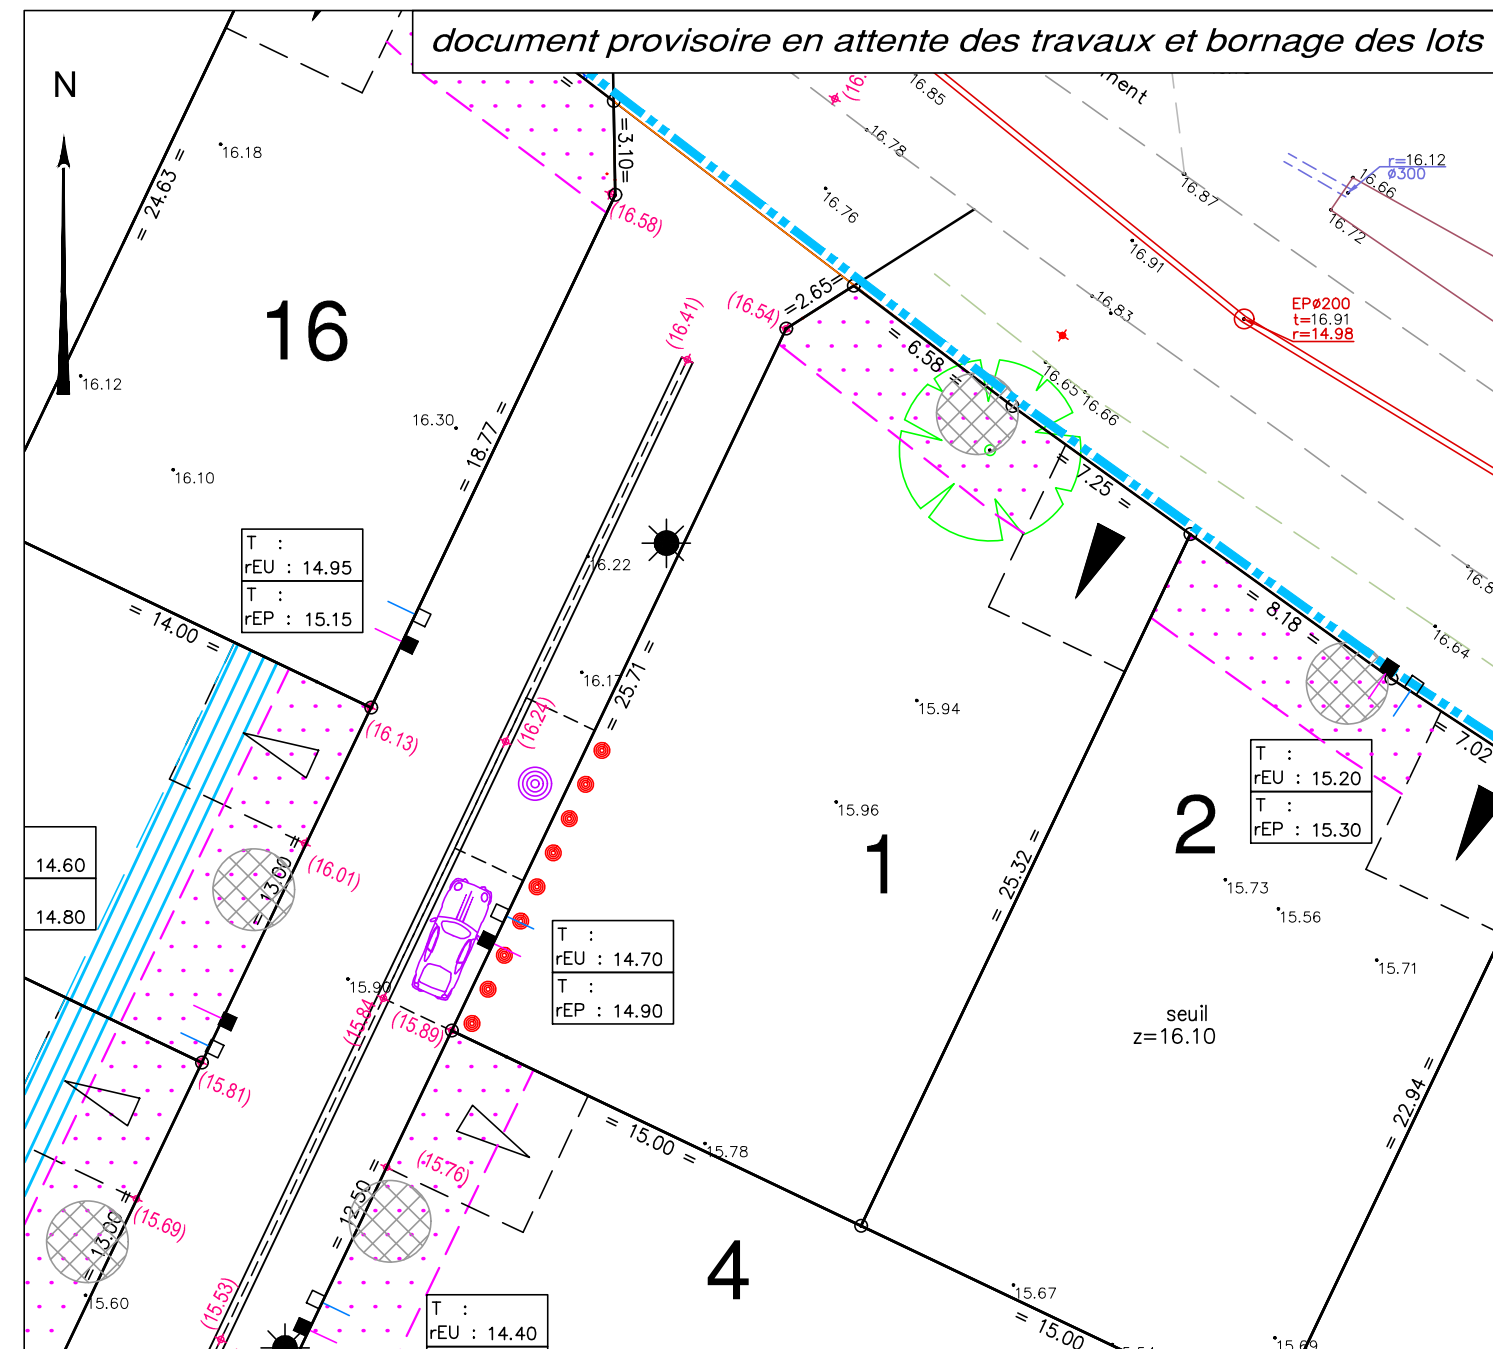 document provisoire en attente des travaux et bornage des lots
N
= 24.63 =
16.18
=3.10=
(16.58)
16.85
16.78
16.76
16.87
r=16.12
ø300
16.66
16.72
16.91
EPø200
t=16.91
r=14.98
16.83
16
(16.41)
(16.54)
=2.65=
= 6.58 =
16.65
16.66
16.12
16.30
16.10
= 18.77 =
= 7.25 =
T :
rEU : 14.95
T :
rEP : 15.15
16.22
= 14.00 =
= 8.18 =
16.64
= 25.71 =
15.94
(16.13)
(16.24)
= 7.02
T :
rEU : 15.20
T :
rEP : 15.30
15.96
1
2
14.60
14.80
= 13.00 =
(16.01)
= 25.32 =
15.73
15.56
15.71
T :
rEU : 14.70
T :
rEP : 14.90
15.90
(15.84)
(15.89)
seuil
z=16.10
(15.81)
= 22.94 =
= 15.00 =
15.78
(15.76)
= 12.50 =
(15.69)
= 13.00 =
4
15.60
(15.53)
T :
rEU : 14.40
15.67
= 15.00
15.69